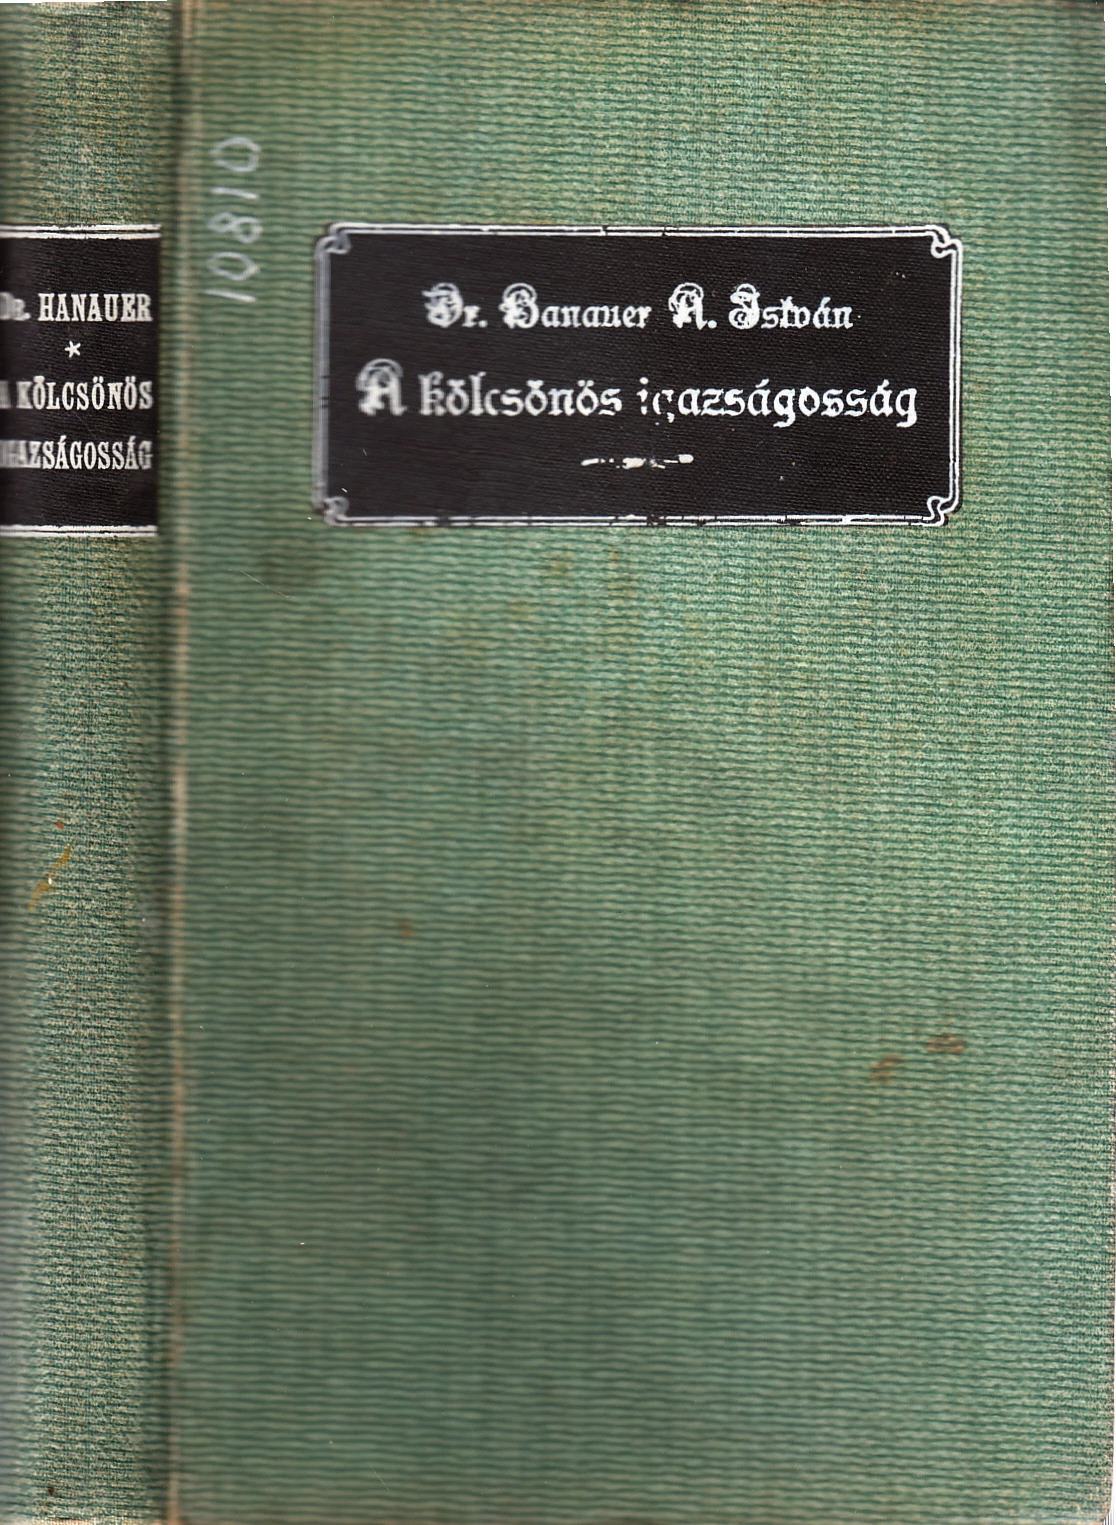 DR. HANAUER
*
A KÖLCSÖNÖS
IGAZSÁGOSSÁG
10810
Dr. Hanauer A. István
A kölcsönös igazságosság